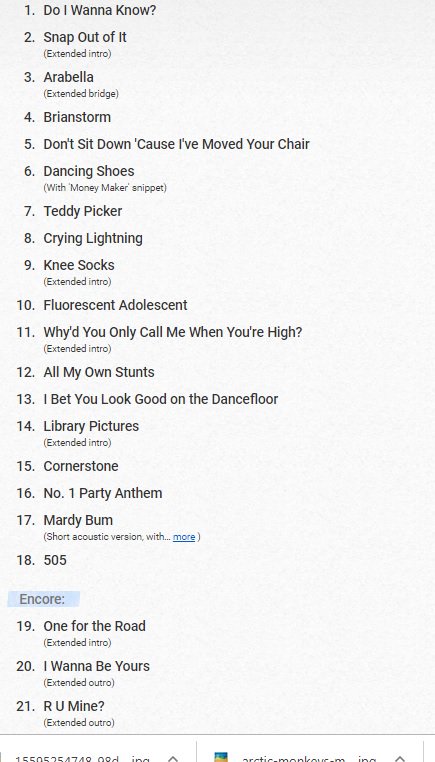 1. Do I Wanna Know?
2. Snap Out of It
(Extended intro)
3. Arabella
(Extended bridge)
4. Brianstorm
5. Don't Sit Down 'Cause I've Moved Your Chair
6. Dancing Shoes
(With 'Money Maker' snippet)
7. Teddy Picker
8. Crying Lightning
9. Knee Socks
(Extended intro)
10. Fluorescent Adolescent
11. Why'd You Only Call Me When You're High?
(Extended intro)
12. All My Own Stunts
13. I Bet You Look Good on the Dancefloor
14. Library Pictures
(Extended intro)
15. Cornerstone
16. No. 1 Party Anthem
17. Mardy Bum
(Short acoustic version, with... more )
18. 505
Encore:
19. One for the Road
(Extended intro)
20. I Wanna Be Yours
(Extended outro)
21. R U Mine?
(Extended outro)
15595254748_98d....jpg arctic-monkeys-m....jpg